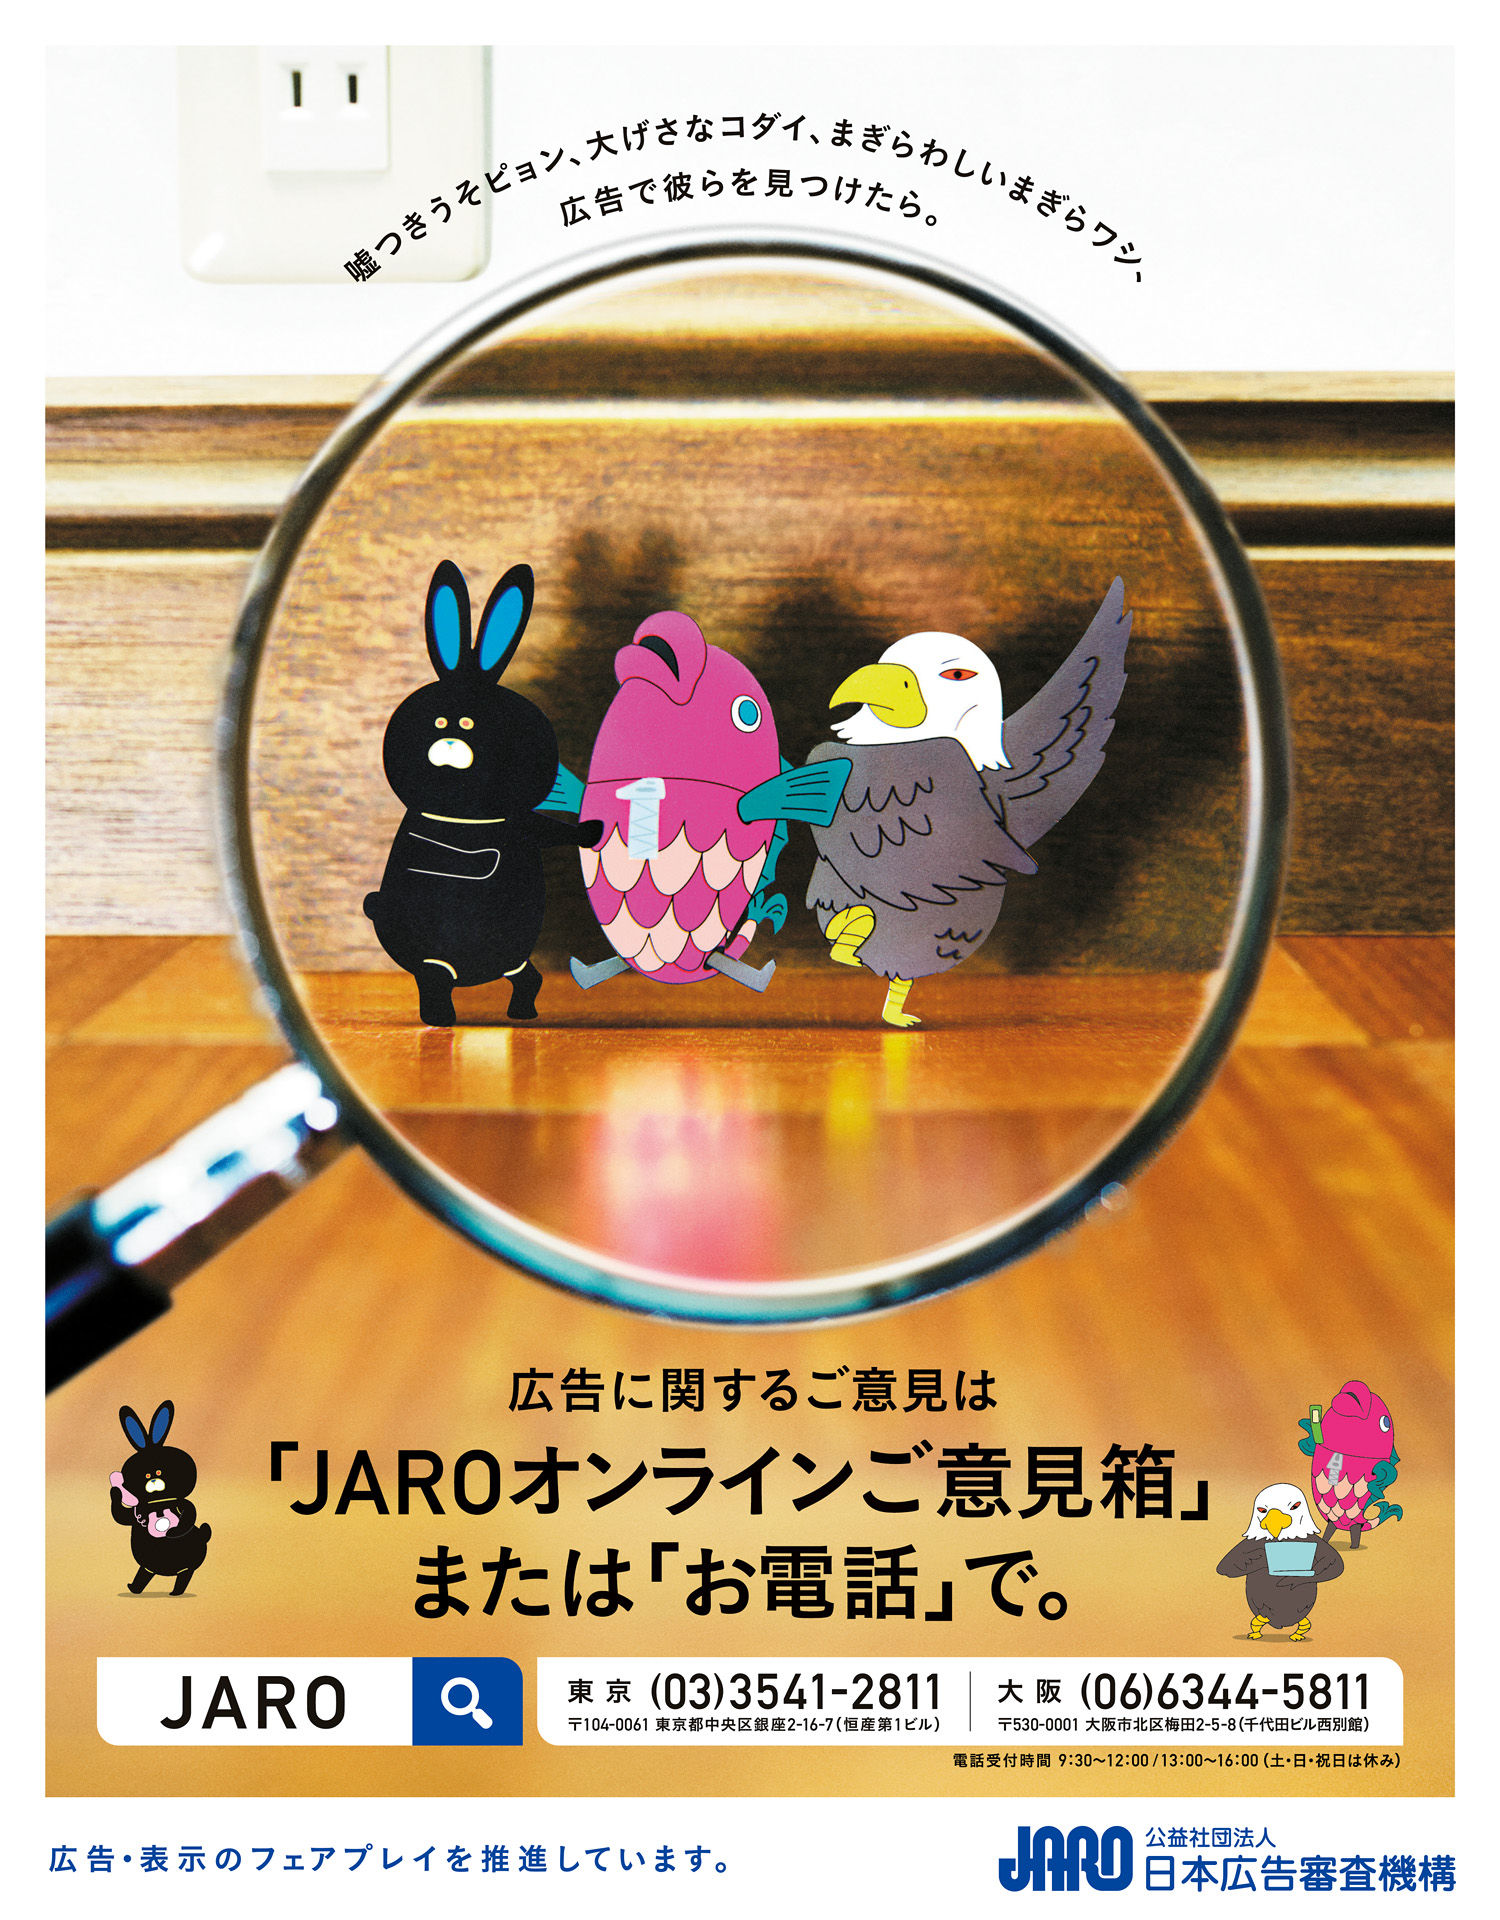 嘘つきうそピョン、大げさなコダイ、まぎらわしいまぎらワシ、
広告で彼らを見つけたら。
広告に関するご意見は
「JAROオンラインご意見箱」
または「お電話」で。
JARO
東京 (03)3541-2811
〒104-0061 東京都中央区銀座2-16-7(恒産第1ビル)
大阪 (06)6344-5811
〒530-0001 大阪市北区梅田2-5-8(千代田ビル西別館)
電話受付時間 9:30〜12:00/13:00〜16:00(土・日・祝日は休み)
広告・表示のフェアプレイを推進しています。
JARO
公益社団法人
日本広告審査機構